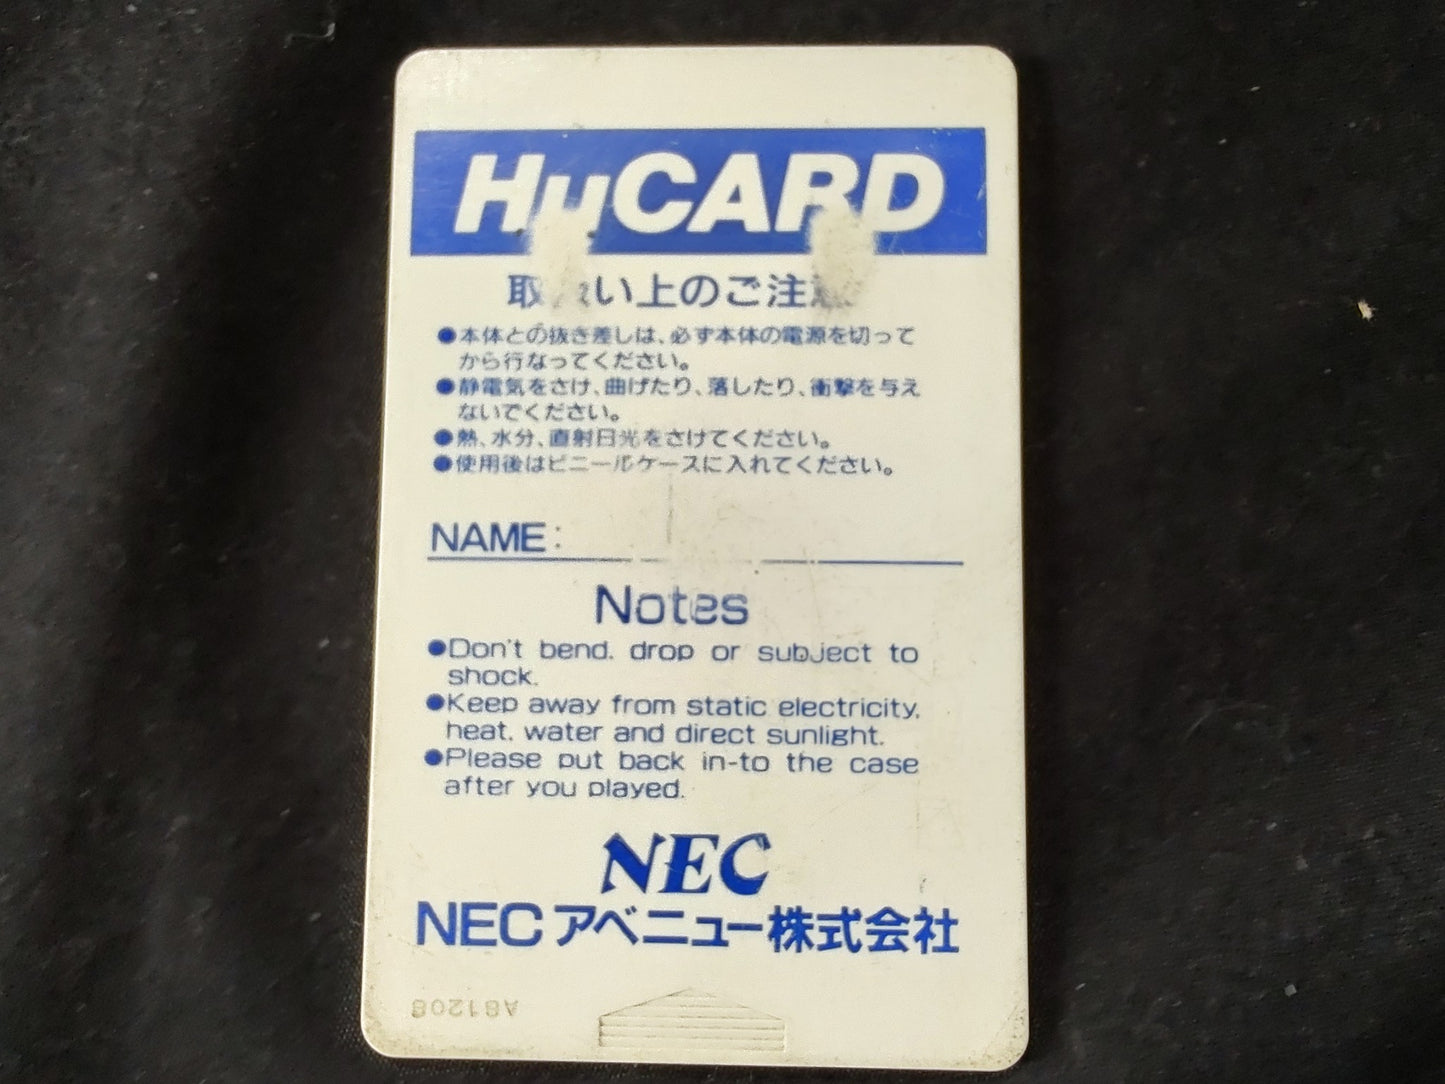 HuCARD
取扱い上のご注意
●本体との抜き差しは、必ず本体の電源を切って
から行なってください。
●静電気をさけ、曲げたり、落したり、衝撃を与え
ないでください。
●熱、水分、直射日光をさけてください。
●使用後はビニールケースに入れてください。
NAME:
Notes
●Don't bend, drop or subject to
shock.
●Keep away from static electricity,
heat, water and direct sunlight.
●Please put back in-to the case
after you played.
NEC
NECアベニュー株式会社